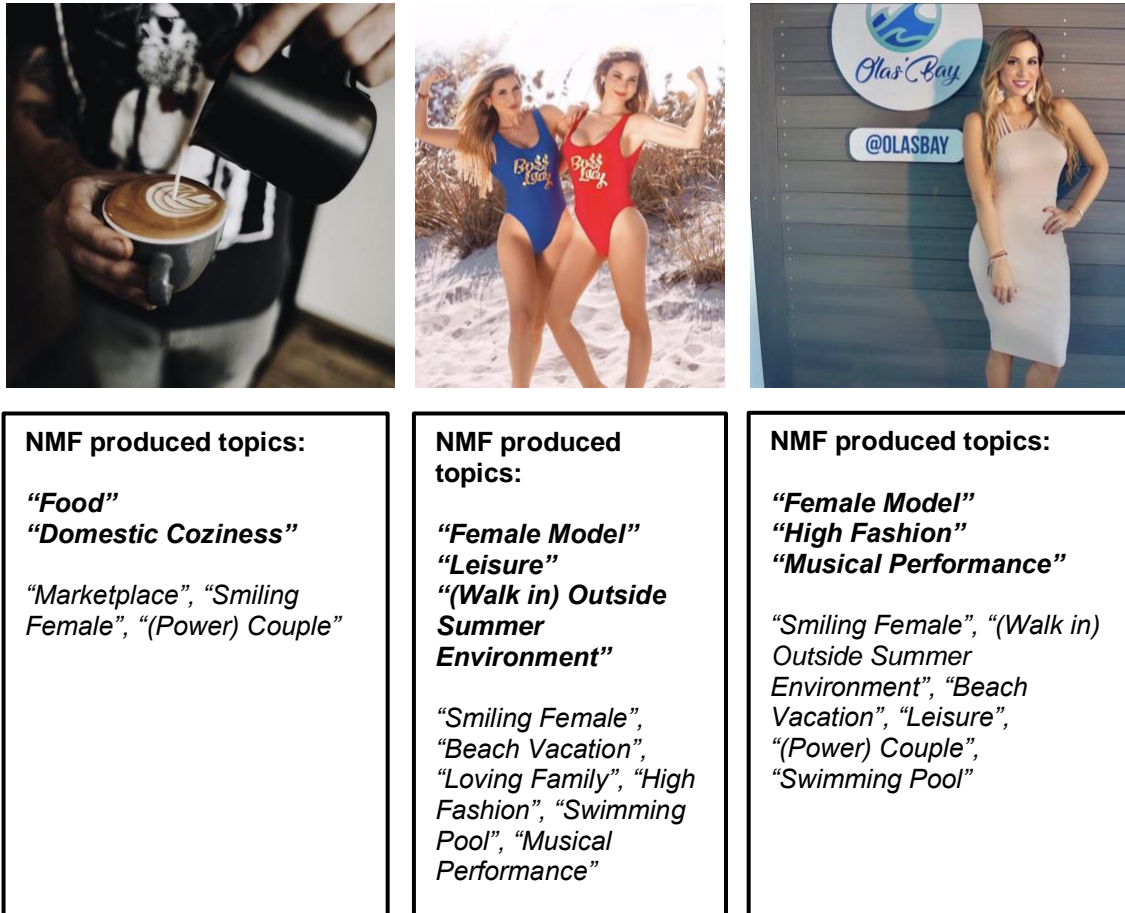 Bo$$
Lady
Bo$$
Lady
Olas'Bay
@OLASBAY
NMF produced topics:
“Food”
“Domestic Coziness”
“Marketplace”, “Smiling
Female”, “(Power) Couple”
NMF produced
topics:
“Female Model”
“Leisure”
“(Walk in) Outside
Summer
Environment”
“Smiling Female”,
“Beach Vacation”,
“Loving Family”, “High
Fashion”, “Swimming
Pool”, “Musical
Performance”
NMF produced topics:
“Female Model”
“High Fashion”
“Musical Performance”
“Smiling Female”, “(Walk in)
Outside Summer
Environment”, “Beach
Vacation”, “Leisure”,
“(Power) Couple”,
“Swimming Pool”